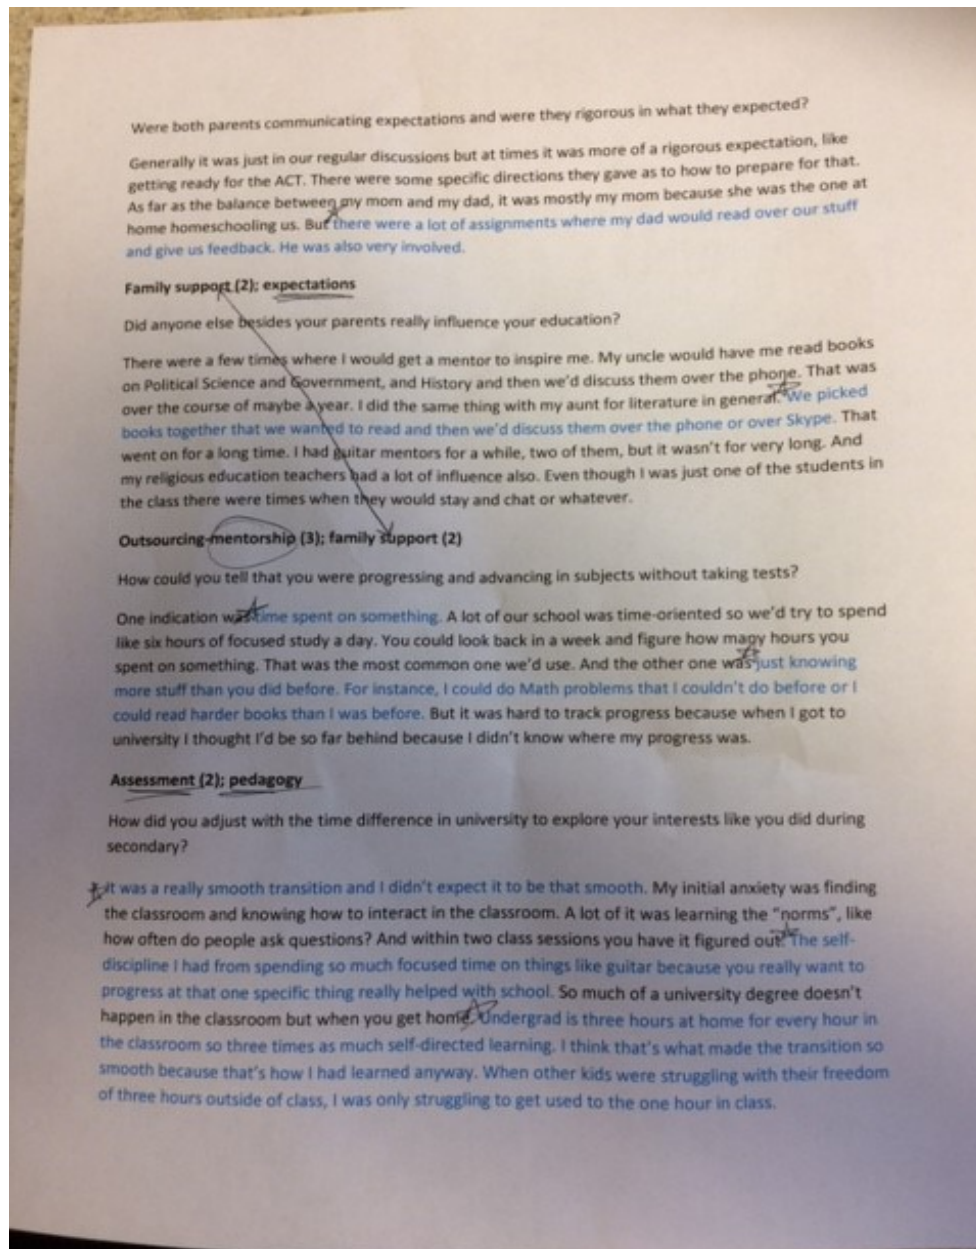 Were both parents communicating expectations and were they rigorous in what they expected?
Generally it was just in our regular discussions but at times it was more of a rigorous expectation, like
getting ready for the ACT. There were some specific directions they gave as to how to prepare for that.
As far as the balance between my mom and my dad, it was mostly my mom because she was the one at
home homeschooling us. But there were a lot of assignments where my dad would read over our stuff
and give us feedback. He was also very involved.
Family support (2); expectations
Did anyone else besides your parents really influence your education?
There were a few times where I would get a mentor to inspire me. My uncle would have me read books
on Political Science and Government, and History and then we'd discuss them over the phone. That was
over the course of maybe a year. I did the same thing with my aunt for literature in general. We picked
books together that we wanted to read and then we'd discuss them over the phone or over Skype. That
went on for a long time. I had guitar mentors for a while, two of them, but it wasn't for very long. And
my religious education teachers had a lot of influence also. Even though I was just one of the students in
the class there were times when they would stay and chat or whatever.
Outsourcing-mentorship (3); family support (2)
How could you tell that you were progressing and advancing in subjects without taking tests?
One indication was time spent on something. A lot of our school was time-oriented so we'd try to spend
like six hours of focused study a day. You could look back in a week and figure how many hours you
spent on something. That was the most common one we'd use. And the other one was just knowing
more stuff than you did before. For instance, I could do Math problems that I couldn't do before or I
could read harder books than I was before. But it was hard to track progress because when I got to
university I thought I'd be so far behind because I didn't know where my progress was.
Assessment (2); pedagogy
How did you adjust with the time difference in university to explore your interests like you did during
secondary?
It was a really smooth transition and I didn't expect it to be that smooth. My initial anxiety was finding
the classroom and knowing how to interact in the classroom. A lot of it was learning the "norms", like
how often do people ask questions? And within two class sessions you have it figured out. The self-
discipline I had from spending so much focused time on things like guitar because you really want to
progress at that one specific thing really helped with school. So much of a university degree doesn't
happen in the classroom but when you get home. Undergrad is three hours at home for every hour in
the classroom so three times as much self-directed learning. I think that's what made the transition so
smooth because that's how I had learned anyway. When other kids were struggling with their freedom
of three hours outside of class, I was only struggling to get used to the one hour in class.